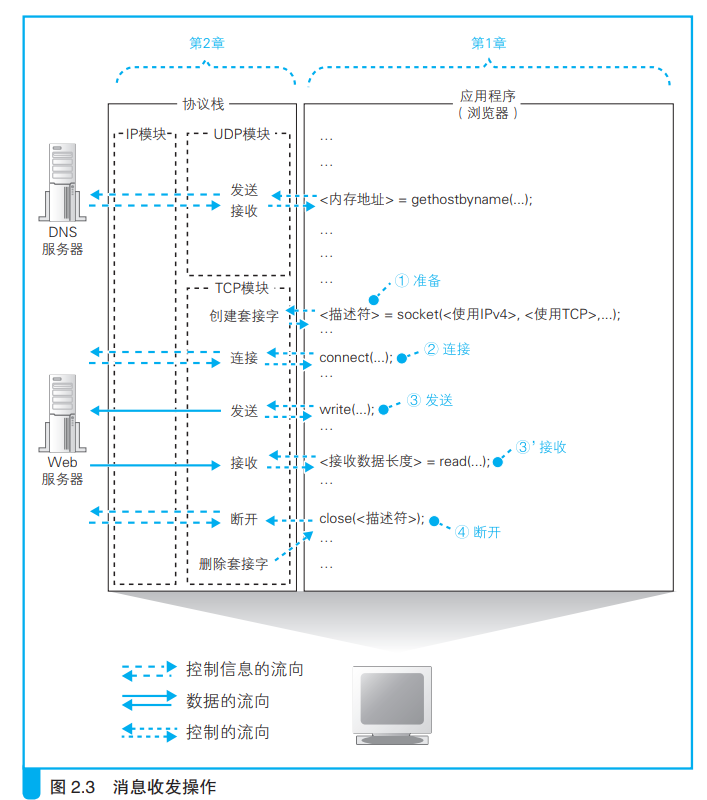 第2章
第1章
协议栈
应用程序
（浏览器）
IP模块
UDP模块
…
…
发送
接收
<内存地址> = gethostbyname(...);
DNS
服务器
…
…
…
① 准备
TCP模块
创建套接字
<描述符> = socket(<使用IPv4>, <使用TCP>,...);
…
连接
connect(...);
② 连接
…
发送
write(...);
③ 发送
…
③’接收
接收
<接收数据长度> = read(...);
Web
服务器
…
断开
close(<描述符>);
④ 断开
…
删除套接字
…
控制信息的流向
数据的流向
控制的流向
图 2.3 消息收发操作